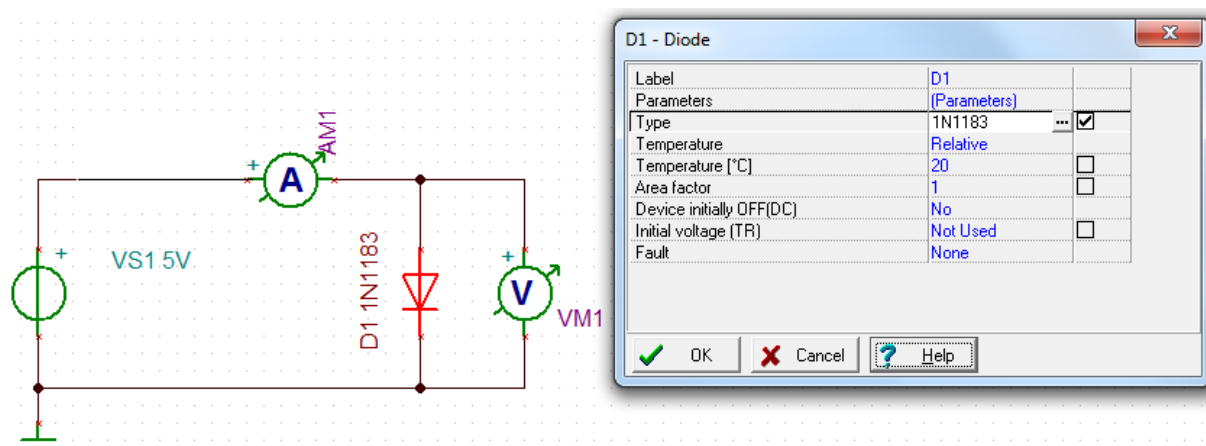 AM1
+
A
VS1 5V
+
D1 1N1183
+
V
VM1
D1 - Diode
Label D1
Parameters (Parameters)
Type 1N1183 ...
Temperature Relative
Temperature [°C] 20
Area factor 1
Device initially OFF(DC) No
Initial voltage (TR) Not Used
Fault None
OK Cancel ? Help